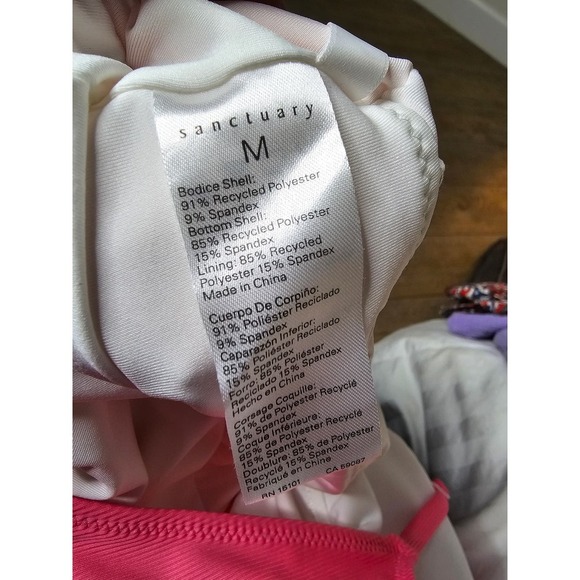 sanctuary
M
Bodice Shell:
91% Recycled Polyester
9% Spandex
Bottom Shell:
85% Recycled Polyester
15% Spandex
Lining: 85% Recycled
Polyester 15% Spandex
Made in China
Cuerpo De Corpiño:
91% Poliéster Reciclado
9% Spandex
Caparazón Inferior:
85% Poliéster Reciclado
15% Spandex
Forro: 85% Poliéster
Reciclado 15% Spandex
Hecho en China
Corsage Coquille:
91% de Polyester Recyclé
9% Spandex
Coque Inférieure:
85% de Polyester Recyclé
15% Spandex
Doublure: 85% de Polyester
Recyclé 15% Spandex
Fabriqué en China
RN 15101 CA 59097